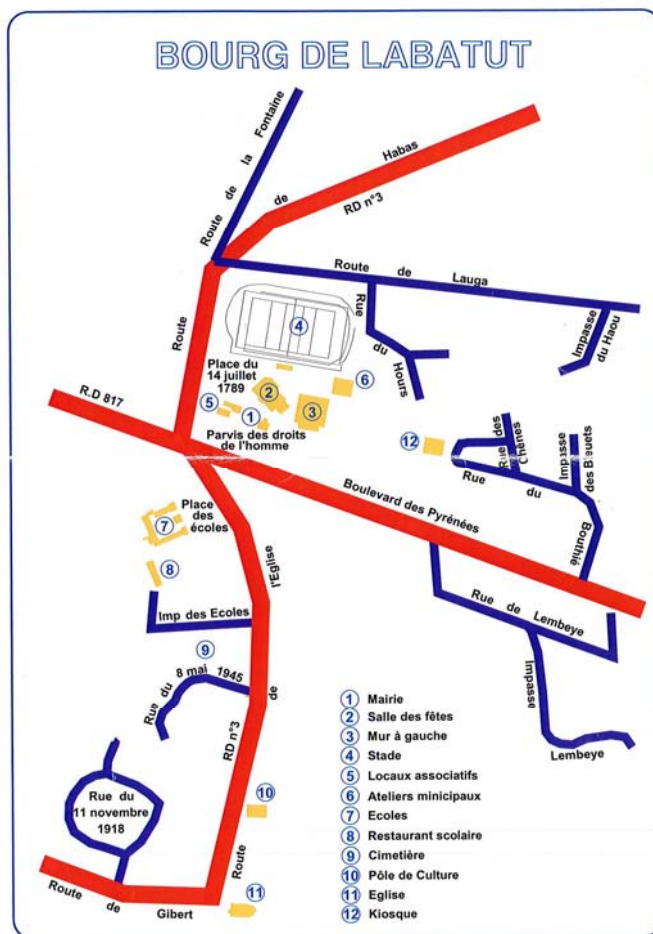 BOURG DE LABATUT
Route de la Fontaine
Route de Habas
RD n°3
Route de Lauga
Rue du Hours
Impasse du Haou
4
Place du
14 juillet
1789
6
2
5
3
1
R.D 817
Parvis des droits
de l'homme
12
Rue des
Chênes
Impasse
des Bleuets
Rue du Bouthié
Boulevard des Pyrénées
Place
des
écoles
7
8
Imp des Ecoles
Rue de Lembeye
Impasse Lembeye
9
Rue du 8 mai 1945
Route de l'Eglise
RD n°3
Rue du
11 novembre
1918
10
11
Route de Gibert
1 Mairie
2 Salle des fêtes
3 Mur à gauche
4 Stade
5 Locaux associatifs
6 Ateliers minicipaux
7 Ecoles
8 Restaurant scolaire
9 Cimetière
10 Pôle de Culture
11 Eglise
12 Kiosque